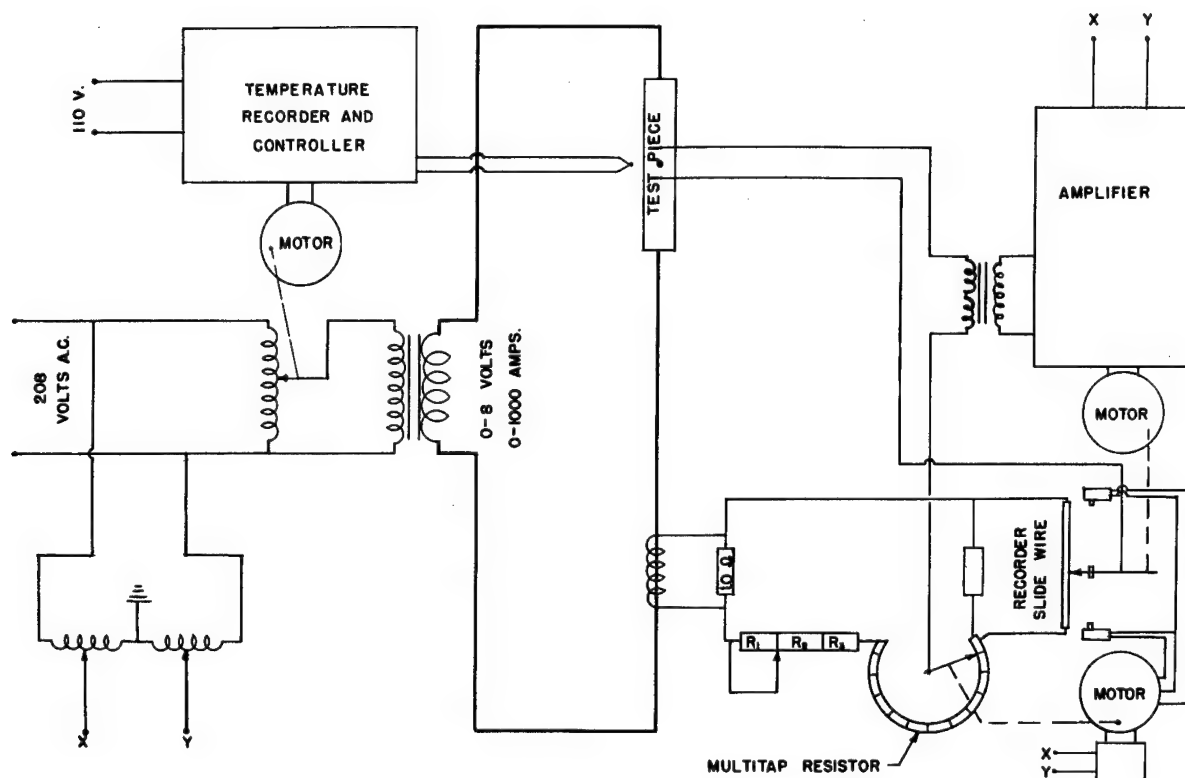 X Y
110 V.
TEMPERATURE
RECORDER AND
CONTROLLER
TEST PIECE
AMPLIFIER
MOTOR
208
VOLTS A.C.
0-8 VOLTS
0-1000 AMPS.
MOTOR
10 Ω
RECORDER
SLIDE WIRE
R₁ R₂ R₃
MOTOR
X Y
MULTITAP RESISTOR
X
Y